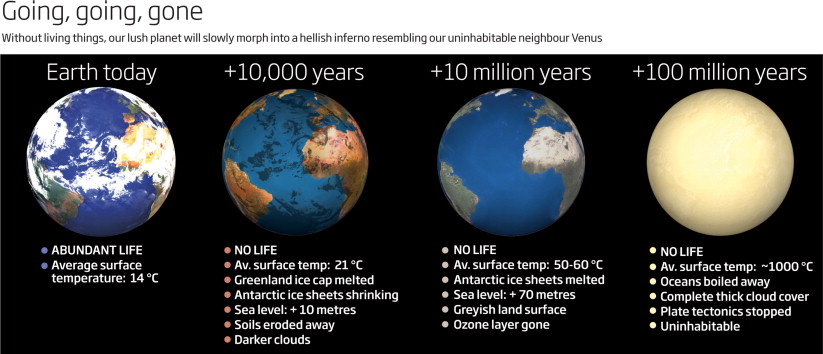 Going, going, gone
Without living things, our lush planet will slowly morph into a hellish inferno resembling our uninhabitable neighbour Venus
Earth today
ABUNDANT LIFE
Average surface
temperature: 14 °C
+10,000 years
NO LIFE
Av. surface temp: 21 °C
Greenland ice cap melted
Antarctic ice sheets shrinking
Sea level: + 10 metres
Soils eroded away
Darker clouds
+10 million years
NO LIFE
Av. surface temp: 50-60 °C
Antarctic ice sheets melted
Sea level: + 70 metres
Greyish land surface
Ozone layer gone
+100 million years
NO LIFE
Av. surface temp: ~1000 °C
Oceans boiled away
Complete thick cloud cover
Plate tectonics stopped
Uninhabitable